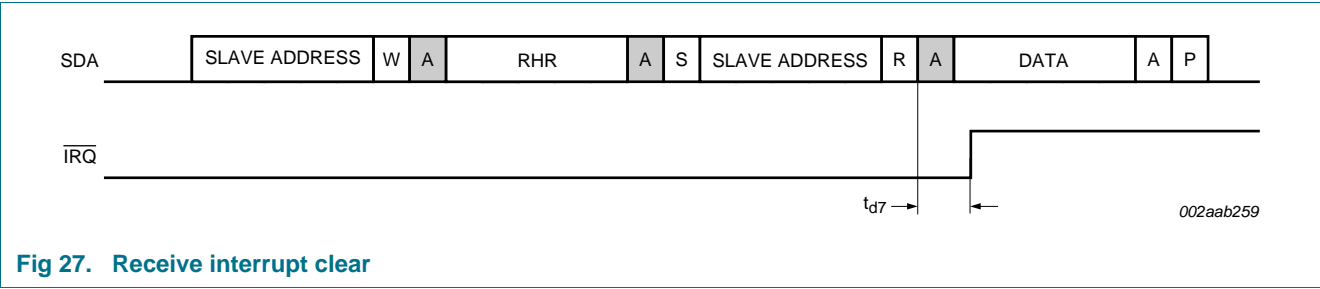 SDA SLAVE ADDRESS W A RHR A S SLAVE ADDRESS R A DATA A P
IRQ
td7
002aab259
Fig 27. Receive interrupt clear